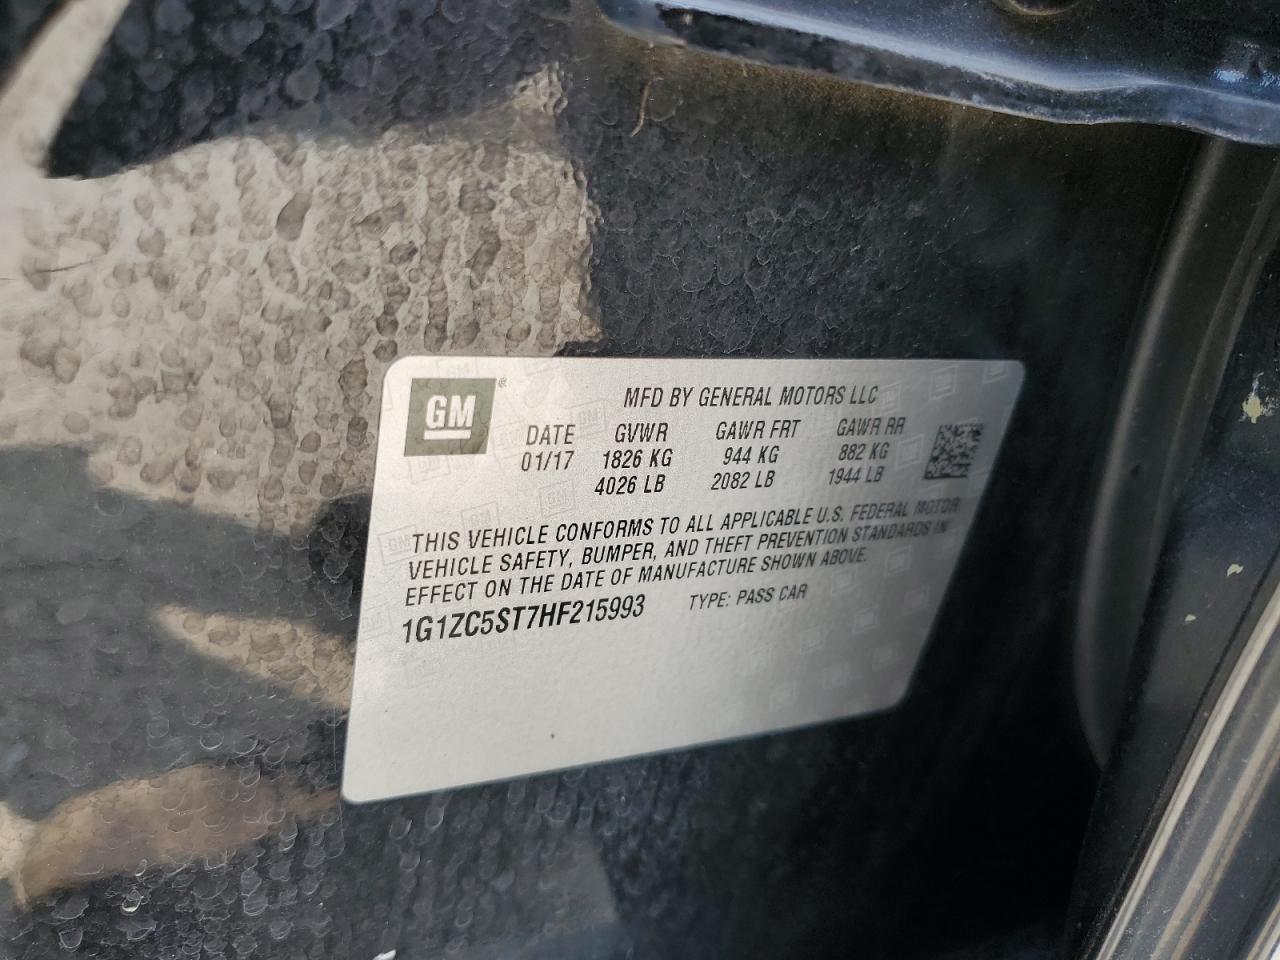 GM ®
MFD BY GENERAL MOTORS LLC
DATE GVWR GAWR FRT GAWR RR
01/17 1826 KG 944 KG 882 KG
4026 LB 2082 LB 1944 LB
THIS VEHICLE CONFORMS TO ALL APPLICABLE U.S. FEDERAL MOTOR
VEHICLE SAFETY, BUMPER, AND THEFT PREVENTION STANDARDS IN
EFFECT ON THE DATE OF MANUFACTURE SHOWN ABOVE.
1G1ZC5ST7HF215993 TYPE: PASS CAR